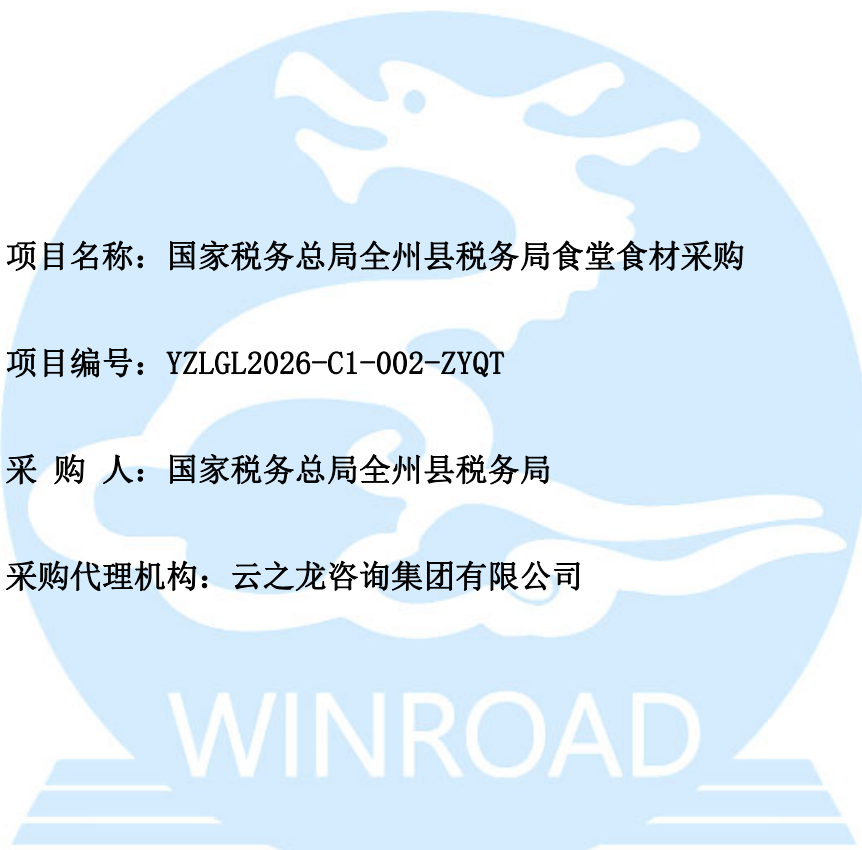 项目名称：国家税务总局全州县税务局食堂食材采购
项目编号：YZLGL2026-C1-002-ZYQT
采 购 人：国家税务总局全州县税务局
采购代理机构：云之龙咨询集团有限公司
WINROAD